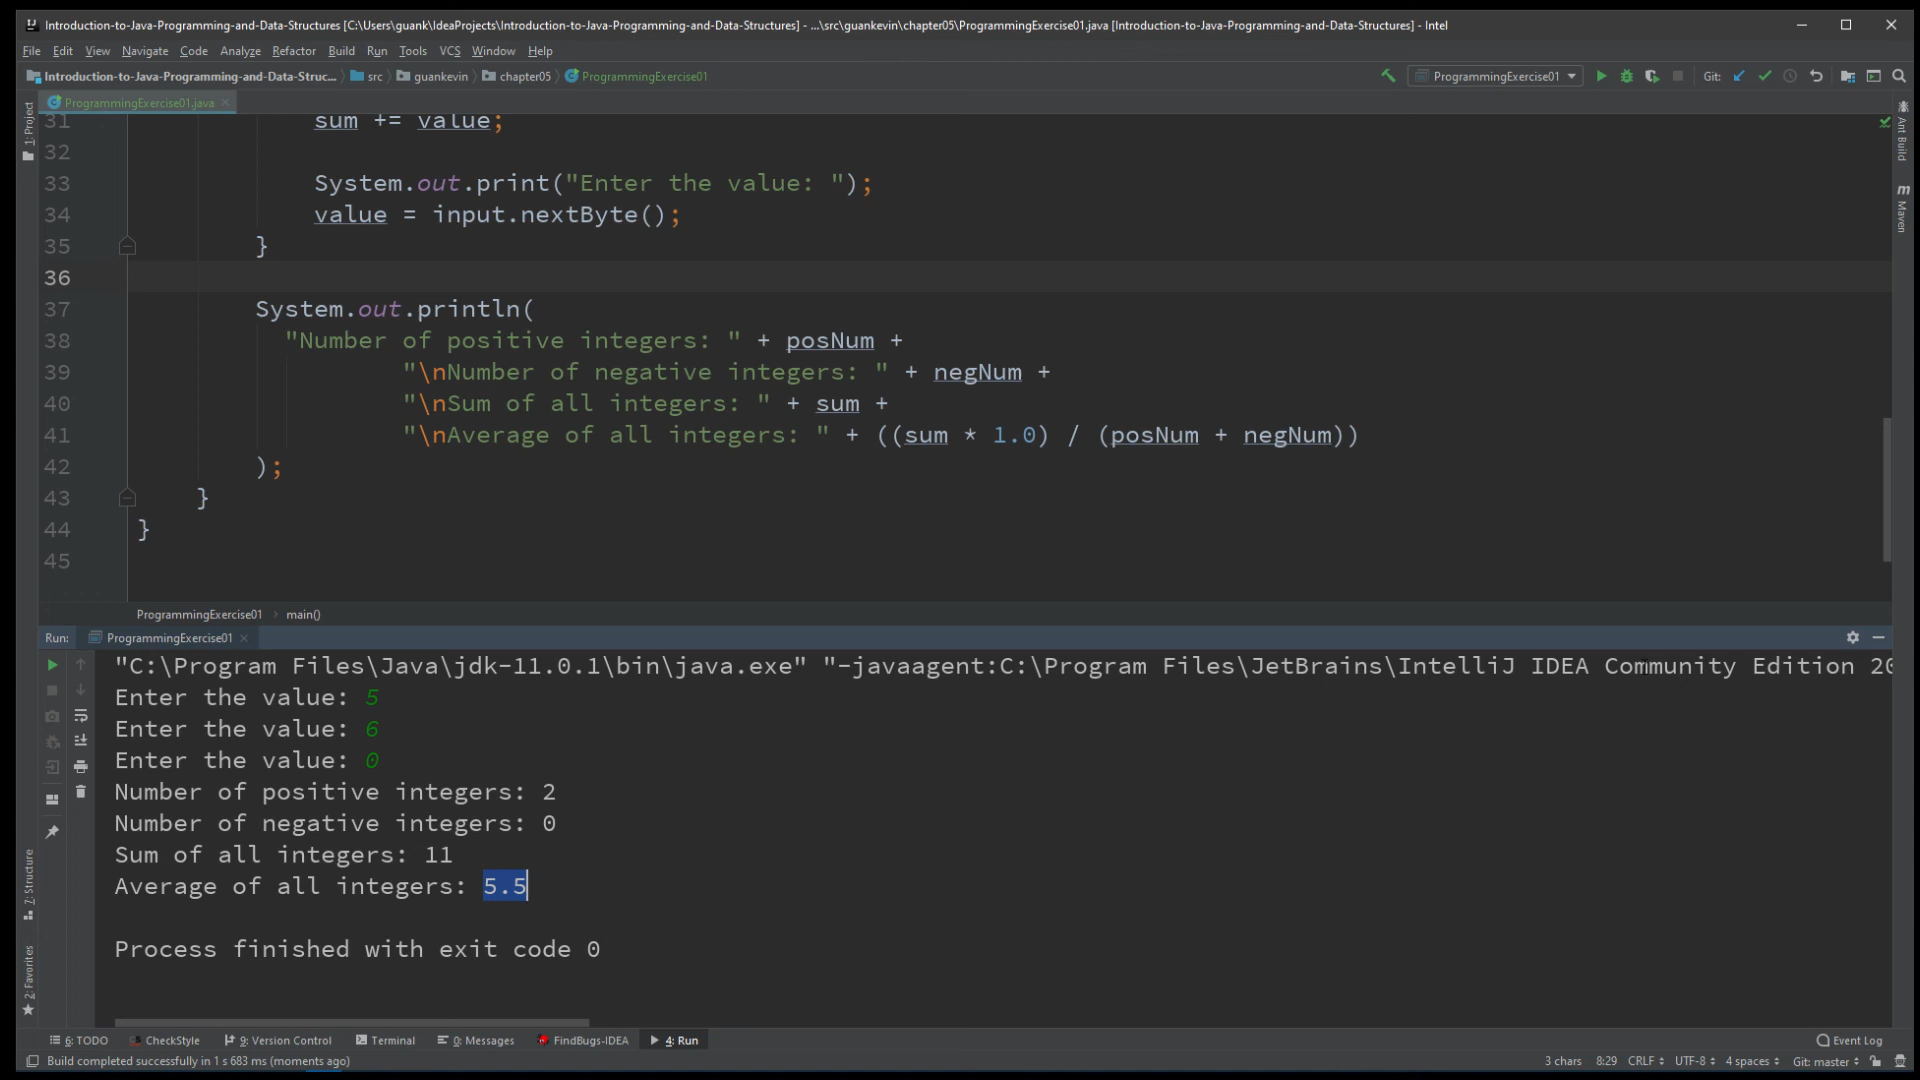 Introduction-to-Java-Programming-and-Data-Structures [C:\Users\guank\IdeaProjects\Introduction-to-Java-Programming-and-Data-Structures] - ...\src\guankevin\chapter05\ProgrammingExercise01.java [Introduction-to-Java-Programming-and-Data-Structures] - Intel
File Edit View Navigate Code Analyze Refactor Build Run Tools VCS Window Help
Introduction-to-Java-Programming-and-Data-Struc... src guankevin chapter05 ProgrammingExercise01 ProgrammingExercise01 Git:
ProgrammingExercise01.java
1: Project
Ant Build
m Maven
31 sum += value;
32
33 System.out.print("Enter the value: ");
34 value = input.nextByte();
35 }
36
37 System.out.println(
38 "Number of positive integers: " + posNum +
39 "\nNumber of negative integers: " + negNum +
40 "\nSum of all integers: " + sum +
41 "\nAverage of all integers: " + ((sum * 1.0) / (posNum + negNum))
42 );
43 }
44 }
45
ProgrammingExercise01 main()
Run: ProgrammingExercise01
"C:\Program Files\Java\jdk-11.0.1\bin\java.exe" "-javaagent:C:\Program Files\JetBrains\IntelliJ IDEA Community Edition 20
Enter the value: 5
Enter the value: 6
Enter the value: 0
Number of positive integers: 2
Number of negative integers: 0
Sum of all integers: 11
Average of all integers: 5.5
Process finished with exit code 0
7: Structure
2: Favorites
6: TODO CheckStyle 9: Version Control Terminal 0: Messages FindBugs-IDEA 4: Run Event Log
Build completed successfully in 1 s 683 ms (moments ago) 3 chars 8:29 CRLF UTF-8 4 spaces Git: master